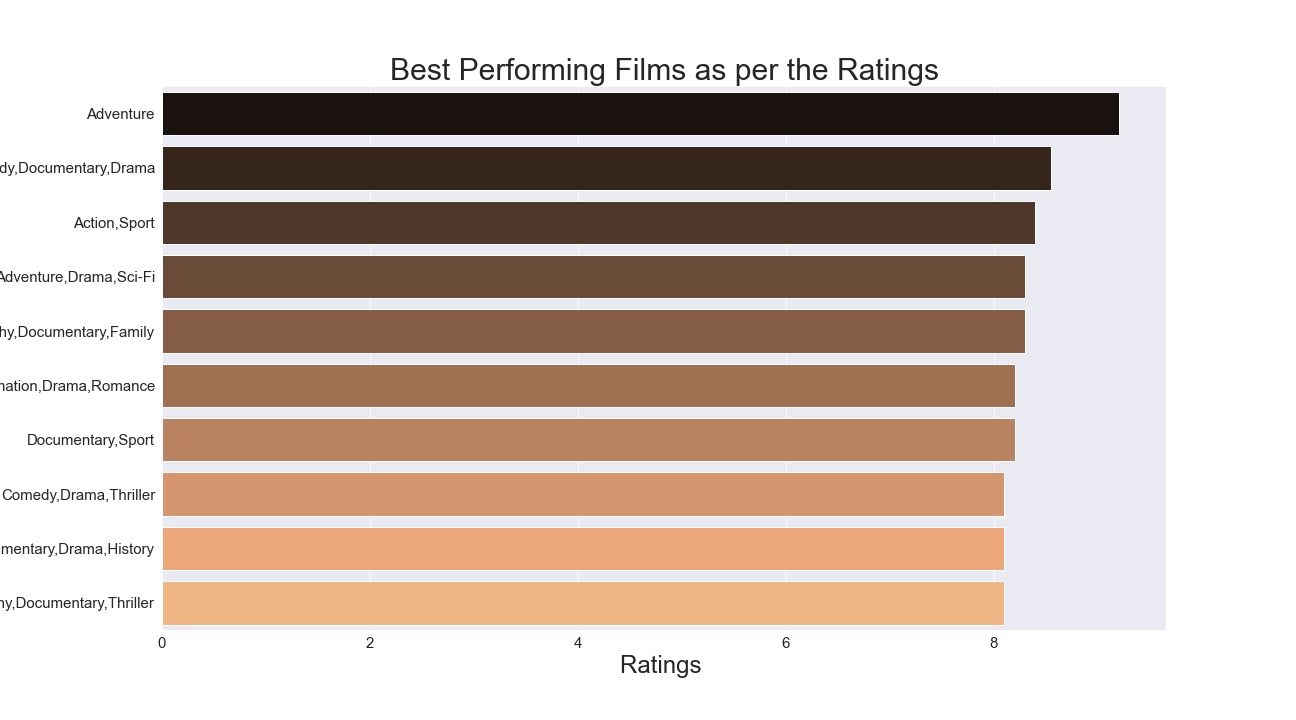 Best Performing Films as per the Ratings
Adventure
dy,Documentary,Drama
Action,Sport
Adventure,Drama,Sci-Fi
hy,Documentary,Family
mation,Drama,Romance
Documentary,Sport
Comedy,Drama,Thriller
mentary,Drama,History
hy,Documentary,Thriller
0 2 4 6 8
Ratings